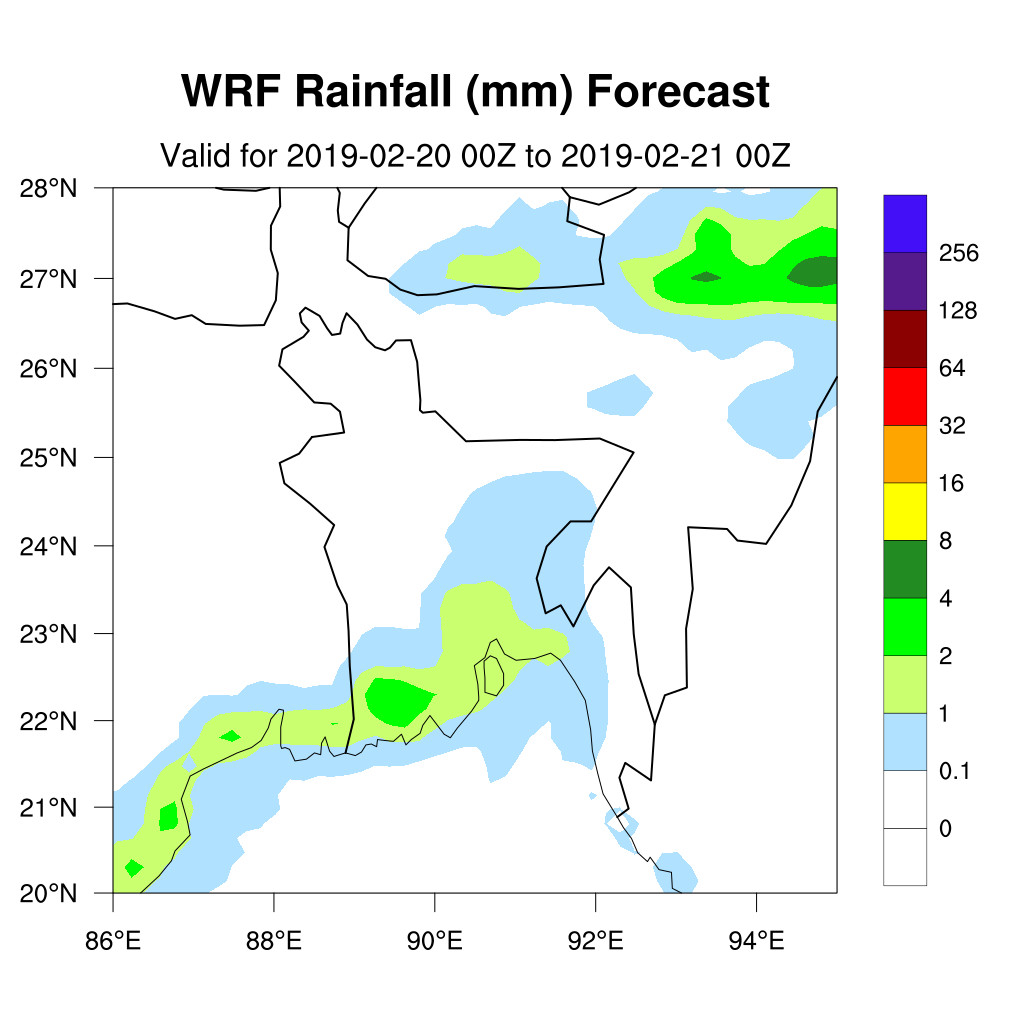 WRF Rainfall (mm) Forecast
Valid for 2019-02-20 00Z to 2019-02-21 00Z
28°N
27°N
26°N
25°N
24°N
23°N
22°N
21°N
20°N
86°E 88°E 90°E 92°E 94°E
256
128
64
32
16
8
4
2
1
0.1
0